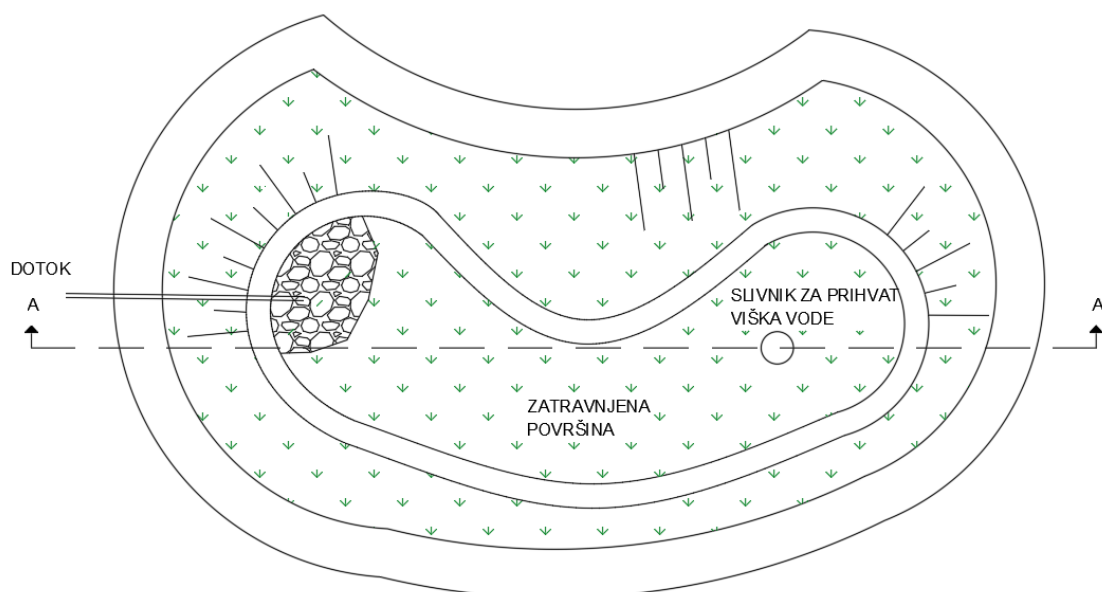 DOTOK
A
A
SLIVNIK ZA PRIHVAT
VIŠKA VODE
ZATRAVNJENA
POVRŠINA